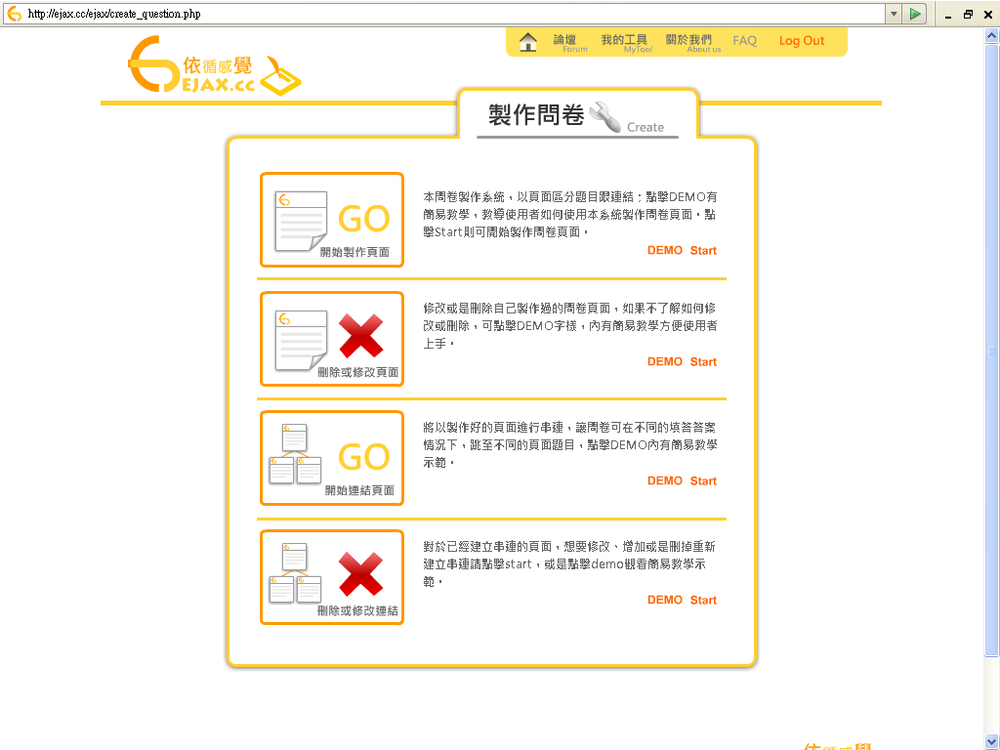 http://ejax.cc/ejax/create_question.php
論壇 我的工具 關於我們 FAQ Log Out
Forum MyTool About us
依循感覺
EJAX.cc
製作問卷 Create
本問卷製作系統，以頁面區分題目跟連結；點擊DEMO有
簡易教學，教導使用者如何使用本系統製作問卷頁面。點
擊Start則可開始製作問卷頁面。
GO
開始製作頁面
DEMO Start
修改或是刪除自己製作過的問卷頁面，如果不了解如何修
改或刪除，可點擊DEMO字樣，內有簡易教學方便使用者
上手。
刪除或修改頁面
DEMO Start
將以製作好的頁面進行串連，讓問卷可在不同的填答答案
情況下，跳至不同的頁面題目，點擊DEMO內有簡易教學
示範。
GO
開始連結頁面
DEMO Start
對於已經建立串連的頁面，想要修改、增加或是刪掉重新
建立串連請點擊start，或是點擊demo觀看簡易教學示
範。
刪除或修改連結
DEMO Start
依循感覺